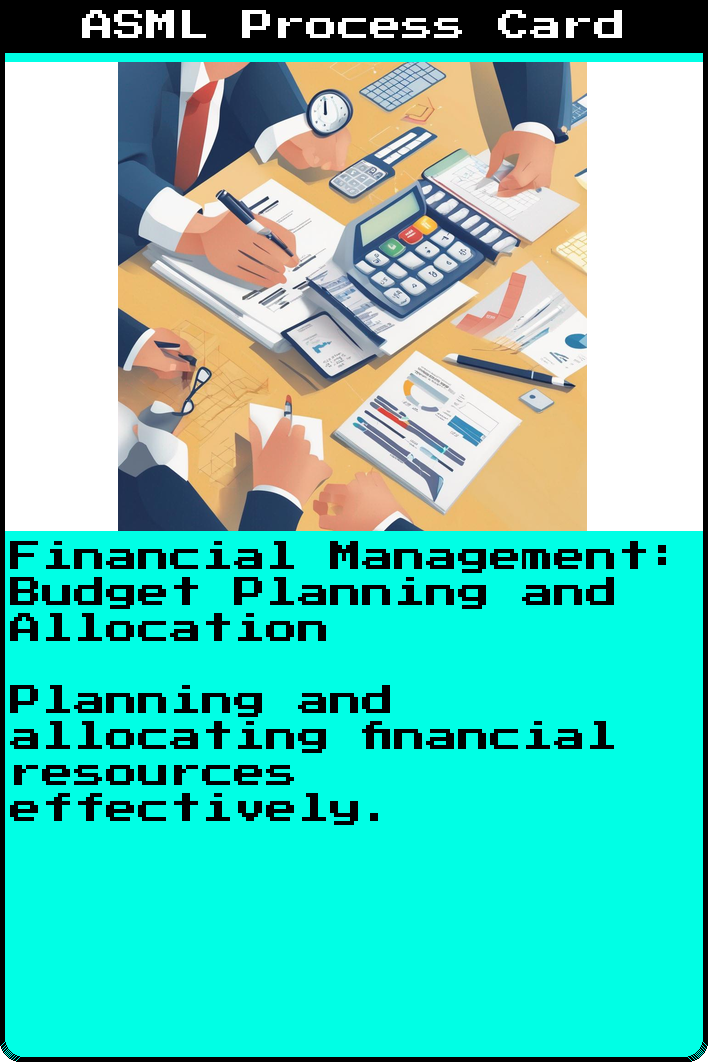 ASML Process Card
Financial Management:
Budget Planning and
Allocation
Planning and
allocating financial
resources
effectively.